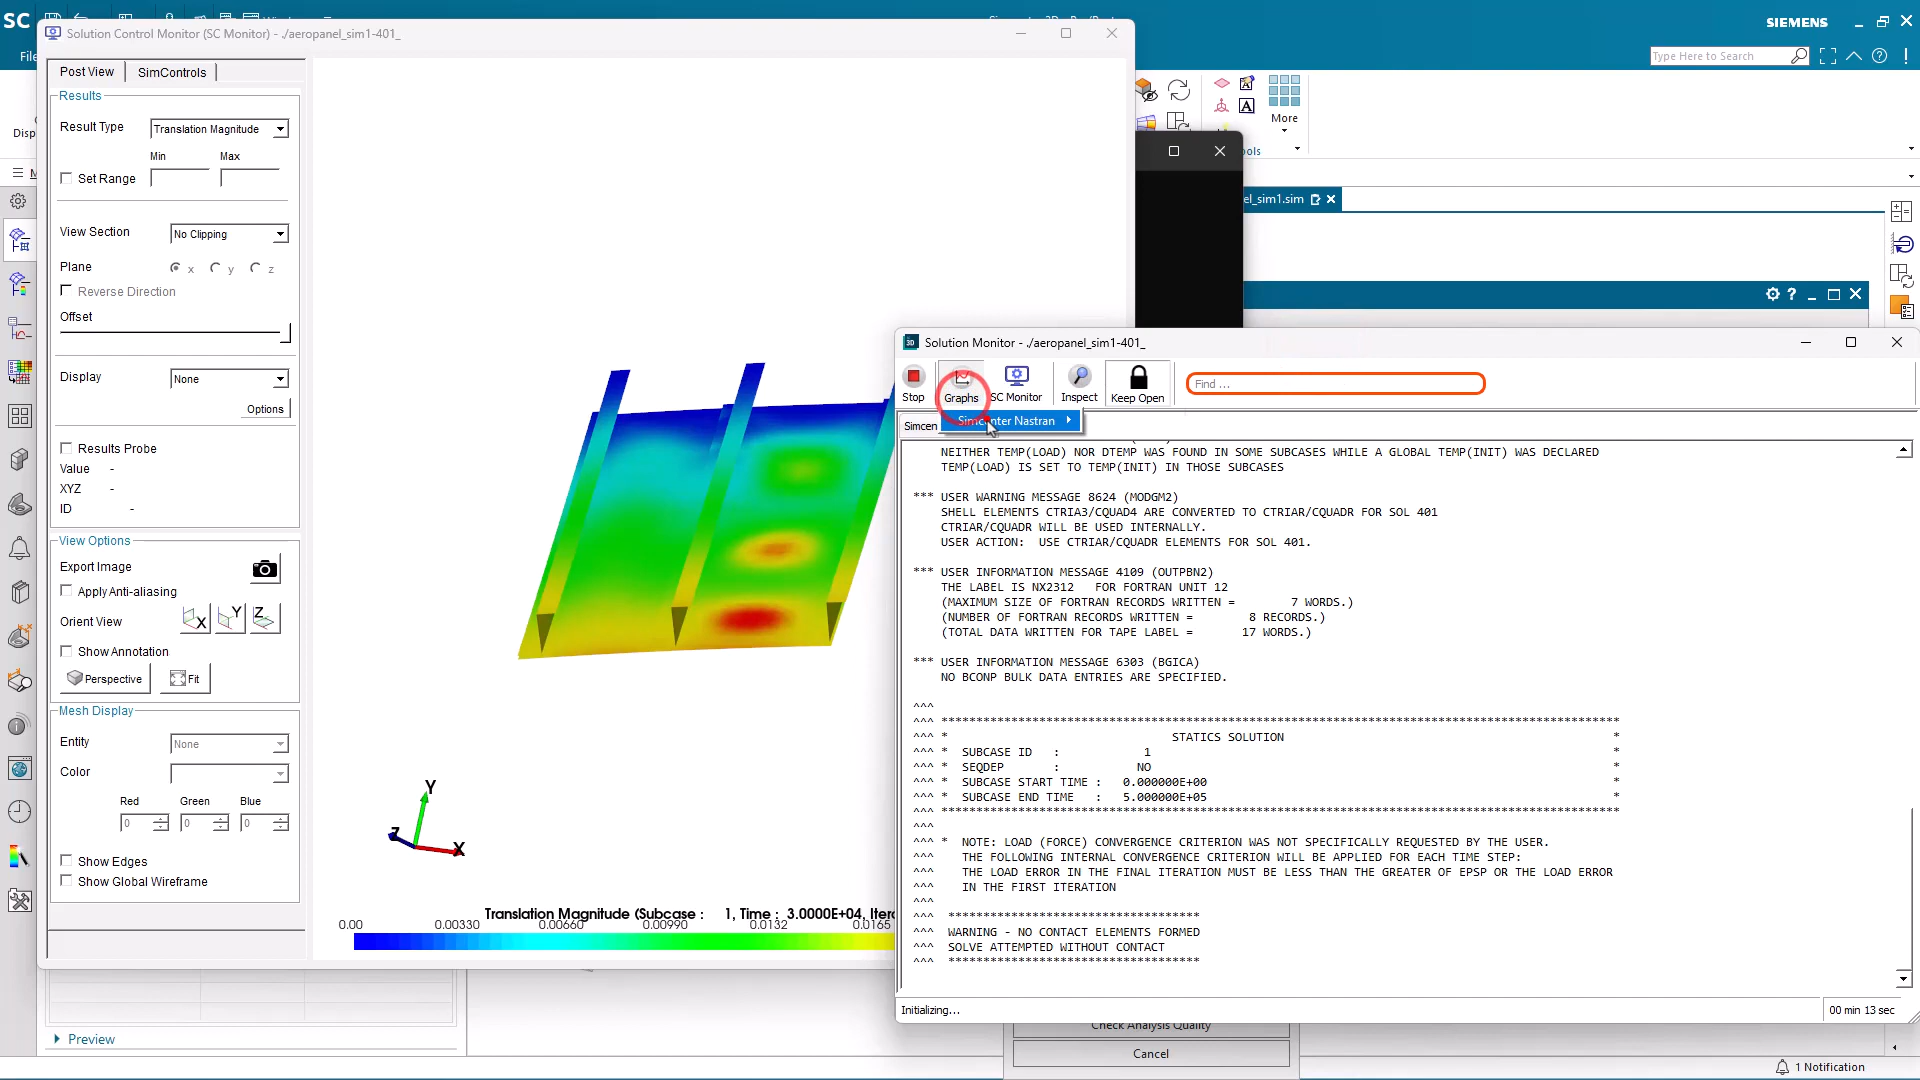 SC
SIEMENS
Solution Control Monitor (SC Monitor) - ./aeropanel_sim1-401_
File
Type Here to Search
Post View
SimControls
Results
Result Type
Translation Magnitude
Min
Max
Set Range
View Section
No Clipping
Plane
x
y
z
Reverse Direction
Offset
Display
None
Options
Results Probe
Value -
XYZ -
ID -
View Options
Export Image
Apply Anti-aliasing
Orient View
X
Y
Z
Show Annotation
Perspective
Fit
Mesh Display
Entity
None
Color
Red
Green
Blue
0
0
0
Show Edges
Show Global Wireframe
Preview
Y
Z
X
Translation Magnitude (Subcase : 1, Time : 3.0000E+04, Itera
0.00
0.00330
0.00660
0.00990
0.0132
0.0165
More
ools
el_sim1.sim
Solution Monitor - ./aeropanel_sim1-401_
Stop
Graphs
SC Monitor
Inspect
Keep Open
Find ...
Simcen
Simcenter Nastran
NEITHER TEMP(LOAD) NOR DTEMP WAS FOUND IN SOME SUBCASES WHILE A GLOBAL TEMP(INIT) WAS DECLARED
TEMP(LOAD) IS SET TO TEMP(INIT) IN THOSE SUBCASES
*** USER WARNING MESSAGE 8624 (MODGM2)
SHELL ELEMENTS CTRIA3/CQUAD4 ARE CONVERTED TO CTRIAR/CQUADR FOR SOL 401
CTRIAR/CQUADR WILL BE USED INTERNALLY.
USER ACTION: USE CTRIAR/CQUADR ELEMENTS FOR SOL 401.
*** USER INFORMATION MESSAGE 4109 (OUTPBN2)
THE LABEL IS NX2312 FOR FORTRAN UNIT 12
(MAXIMUM SIZE OF FORTRAN RECORDS WRITTEN = 7 WORDS.)
(NUMBER OF FORTRAN RECORDS WRITTEN = 8 RECORDS.)
(TOTAL DATA WRITTEN FOR TAPE LABEL = 17 WORDS.)
*** USER INFORMATION MESSAGE 6303 (BGICA)
NO BCONP BULK DATA ENTRIES ARE SPECIFIED.
^^^
^^^ *************************************************************************************************
^^^ * STATICS SOLUTION *
^^^ * SUBCASE ID : 1 *
^^^ * SEQDEP : NO *
^^^ * SUBCASE START TIME : 0.000000E+00 *
^^^ * SUBCASE END TIME : 5.000000E+05 *
^^^ *************************************************************************************************
^^^
^^^ * NOTE: LOAD (FORCE) CONVERGENCE CRITERION WAS NOT SPECIFICALLY REQUESTED BY THE USER.
^^^ THE FOLLOWING INTERNAL CONVERGENCE CRITERION WILL BE APPLIED FOR EACH TIME STEP:
^^^ THE LOAD ERROR IN THE FINAL ITERATION MUST BE LESS THAN THE GREATER OF EPSP OR THE LOAD ERROR
^^^ IN THE FIRST ITERATION
^^^
^^^ ************************************
^^^ WARNING - NO CONTACT ELEMENTS FORMED
^^^ SOLVE ATTEMPTED WITHOUT CONTACT
^^^ ************************************
Initializing...
00 min 13 sec
Check Analysis Quality
Cancel
1 Notification